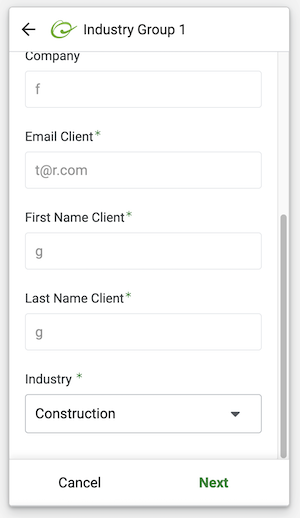 Industry Group 1
Company
f
Email Client*
t@r.com
First Name Client*
g
Last Name Client*
g
Industry *
Construction
Cancel Next